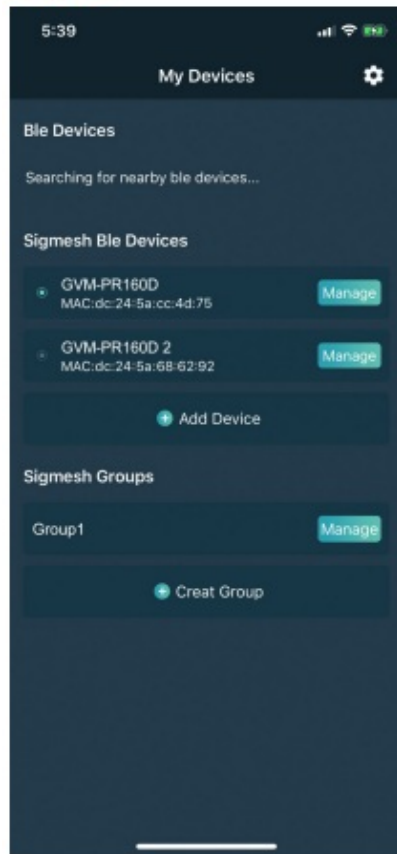 5:39
My Devices
Ble Devices
Searching for nearby ble devices...
Sigmesh Ble Devices
GVM-PR160D
MAC:dc:24:5a:cc:4d:75
Manage
GVM-PR160D 2
MAC:dc:24:5a:68:62:92
Manage
Add Device
Sigmesh Groups
Group1
Manage
Creat Group